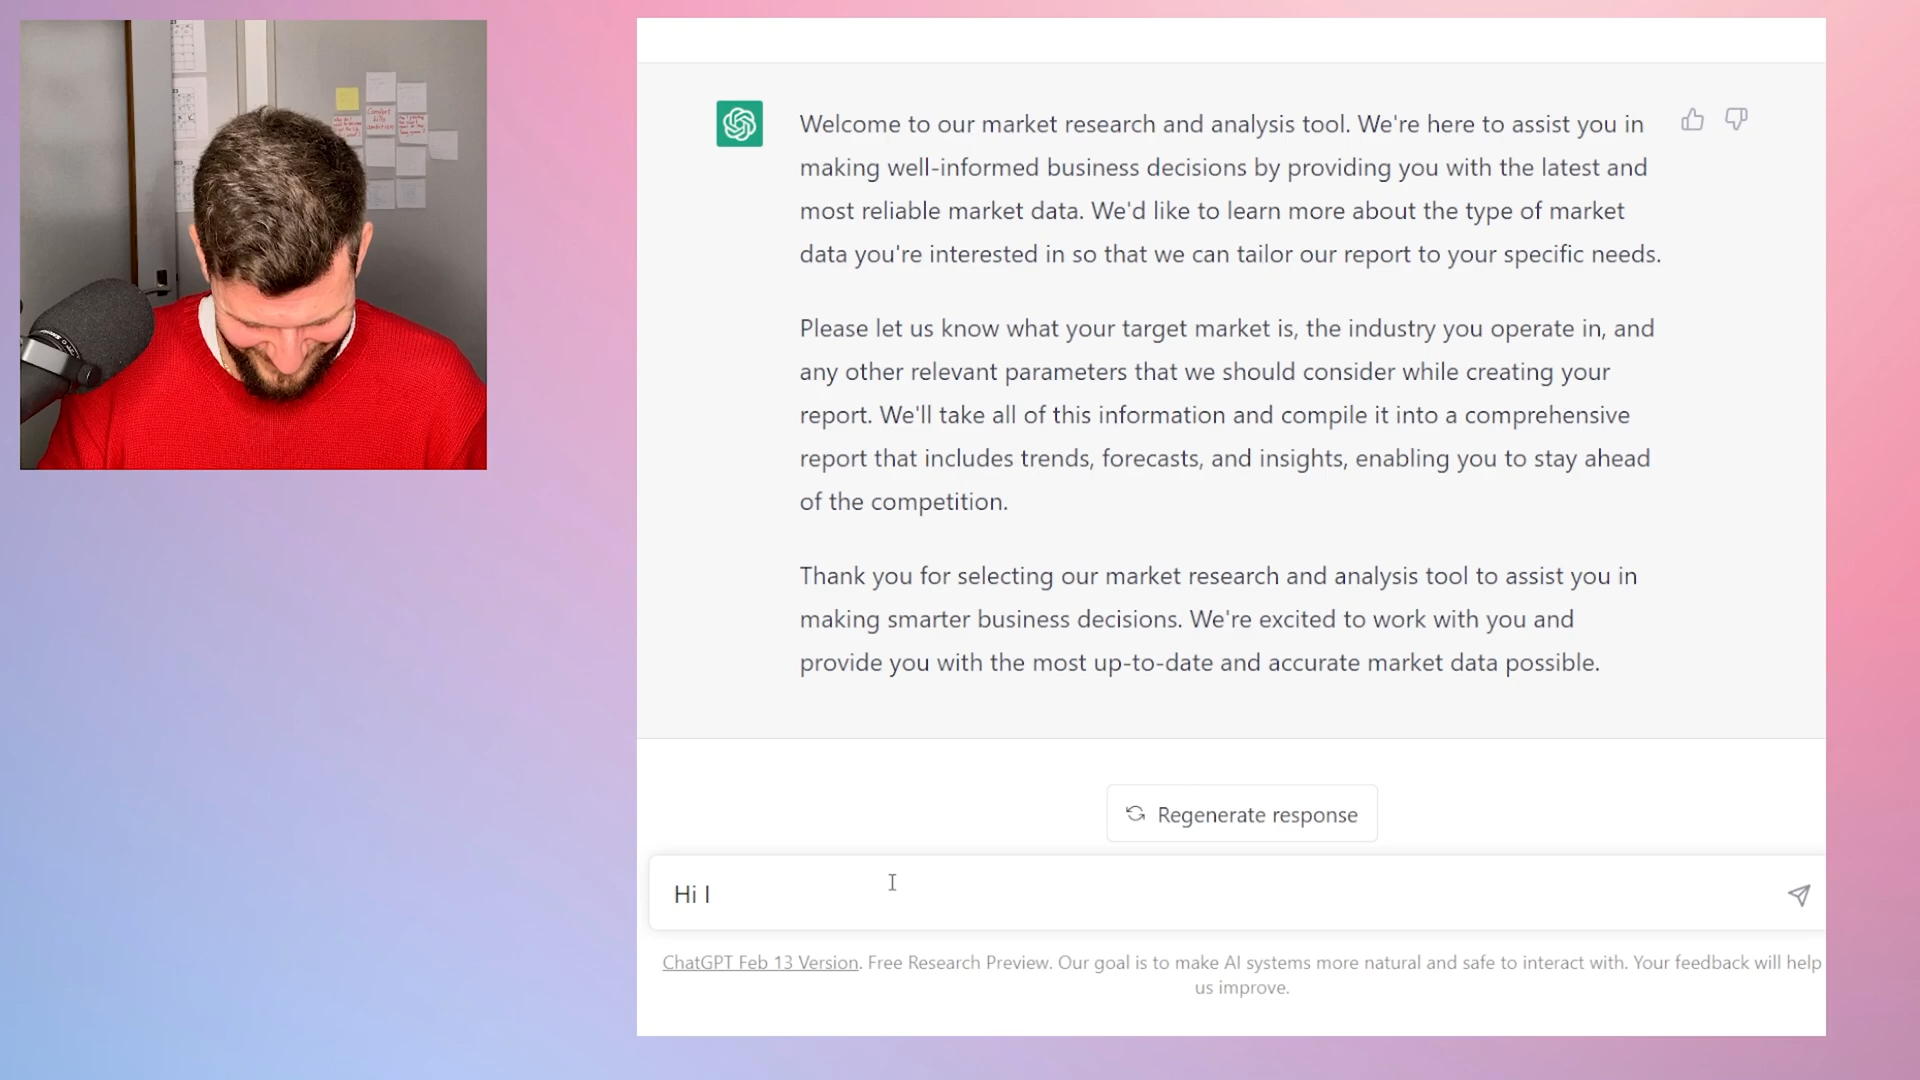 Comfort
kills
ambition
Welcome to our market research and analysis tool. We're here to assist you in
making well-informed business decisions by providing you with the latest and
most reliable market data. We'd like to learn more about the type of market
data you're interested in so that we can tailor our report to your specific needs.
Please let us know what your target market is, the industry you operate in, and
any other relevant parameters that we should consider while creating your
report. We'll take all of this information and compile it into a comprehensive
report that includes trends, forecasts, and insights, enabling you to stay ahead
of the competition.
Thank you for selecting our market research and analysis tool to assist you in
making smarter business decisions. We're excited to work with you and
provide you with the most up-to-date and accurate market data possible.
Regenerate response
Hi I
ChatGPT Feb 13 Version. Free Research Preview. Our goal is to make AI systems more natural and safe to interact with. Your feedback will help
us improve.